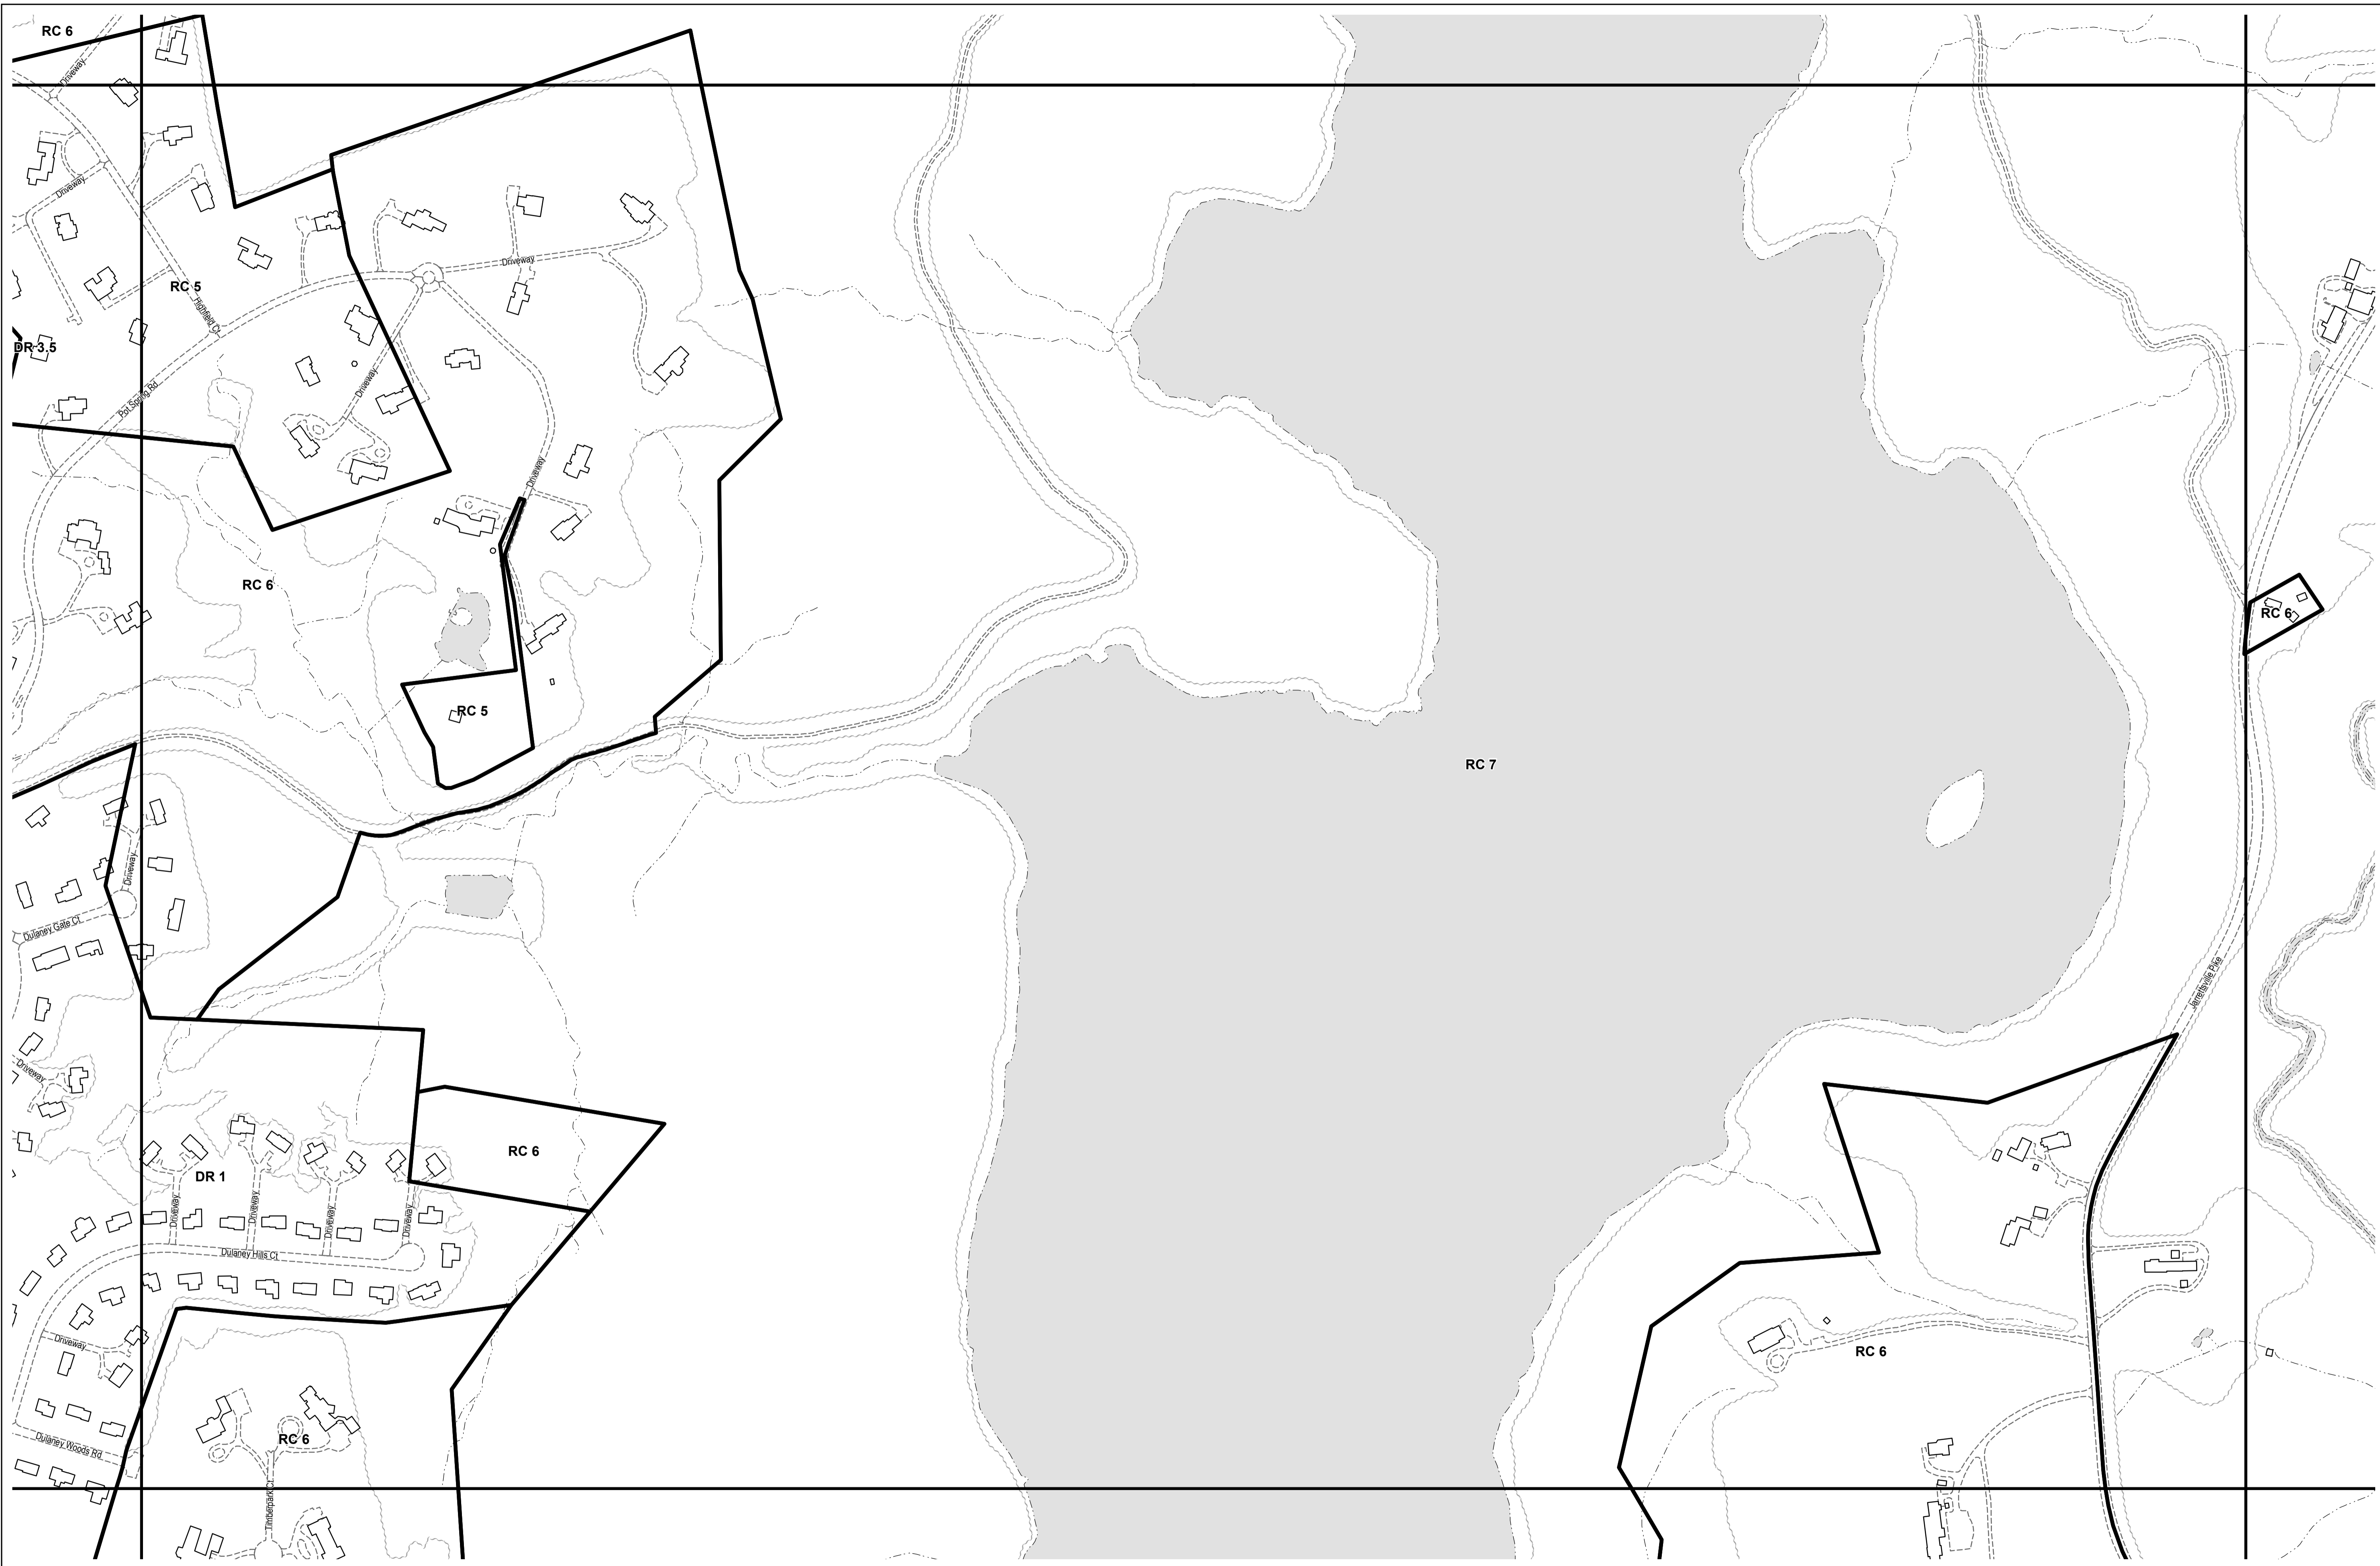 RC 6
Driveway
Driveway
Driveway
RC 5
Highfield Ct
DR 3.5
Driveway
Pot Spring Rd
Driveway
RC 6
RC 6
RC 5
RC 7
Driveway
Dulaney Gate Ct
Jarrettsville Pike
Driveway
RC 6
DR 1
Driveway
Driveway
Driveway
Driveway
Dulaney Hills Ct
Driveway
RC 6
RC 6
Dulaney Woods Rd
Timberpark Ct